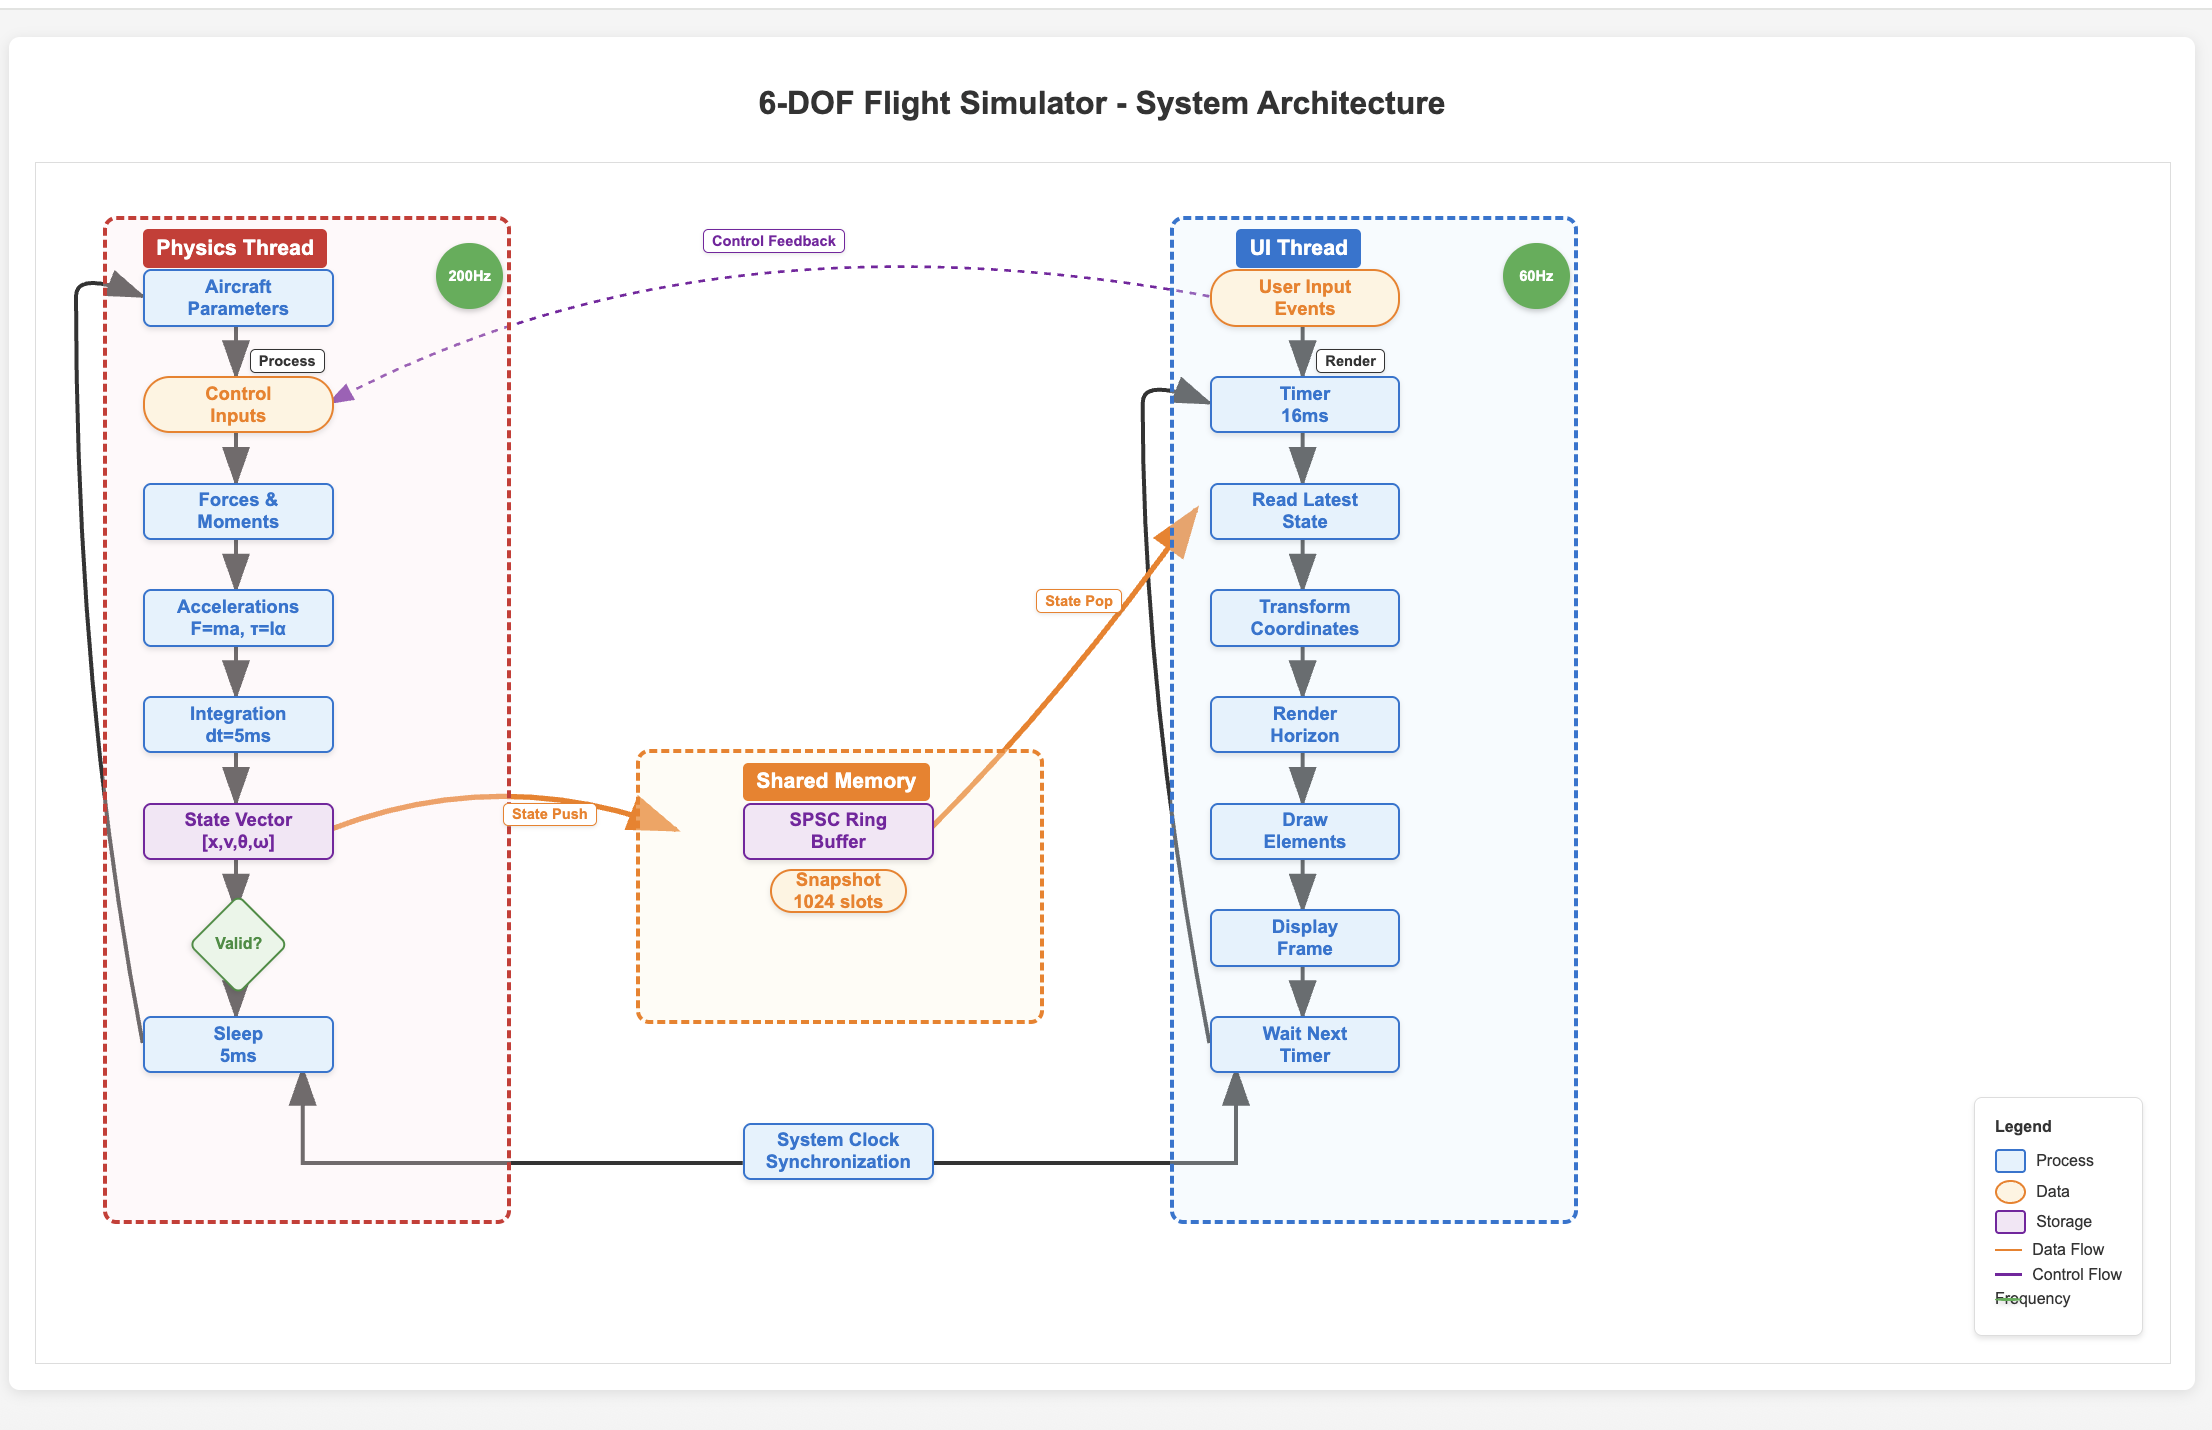 6-DOF Flight Simulator - System Architecture
Physics Thread
200Hz
Aircraft
Parameters
Process
Control
Inputs
Forces &
Moments
Accelerations
F=ma, τ=Iα
Integration
dt=5ms
State Vector
[x,v,θ,ω]
Valid?
Sleep
5ms
Control Feedback
State Push
Shared Memory
SPSC Ring
Buffer
Snapshot
1024 slots
State Pop
System Clock
Synchronization
UI Thread
60Hz
User Input
Events
Render
Timer
16ms
Read Latest
State
Transform
Coordinates
Render
Horizon
Draw
Elements
Display
Frame
Wait Next
Timer
Legend
Process
Data
Storage
Data Flow
Control Flow
Frequency